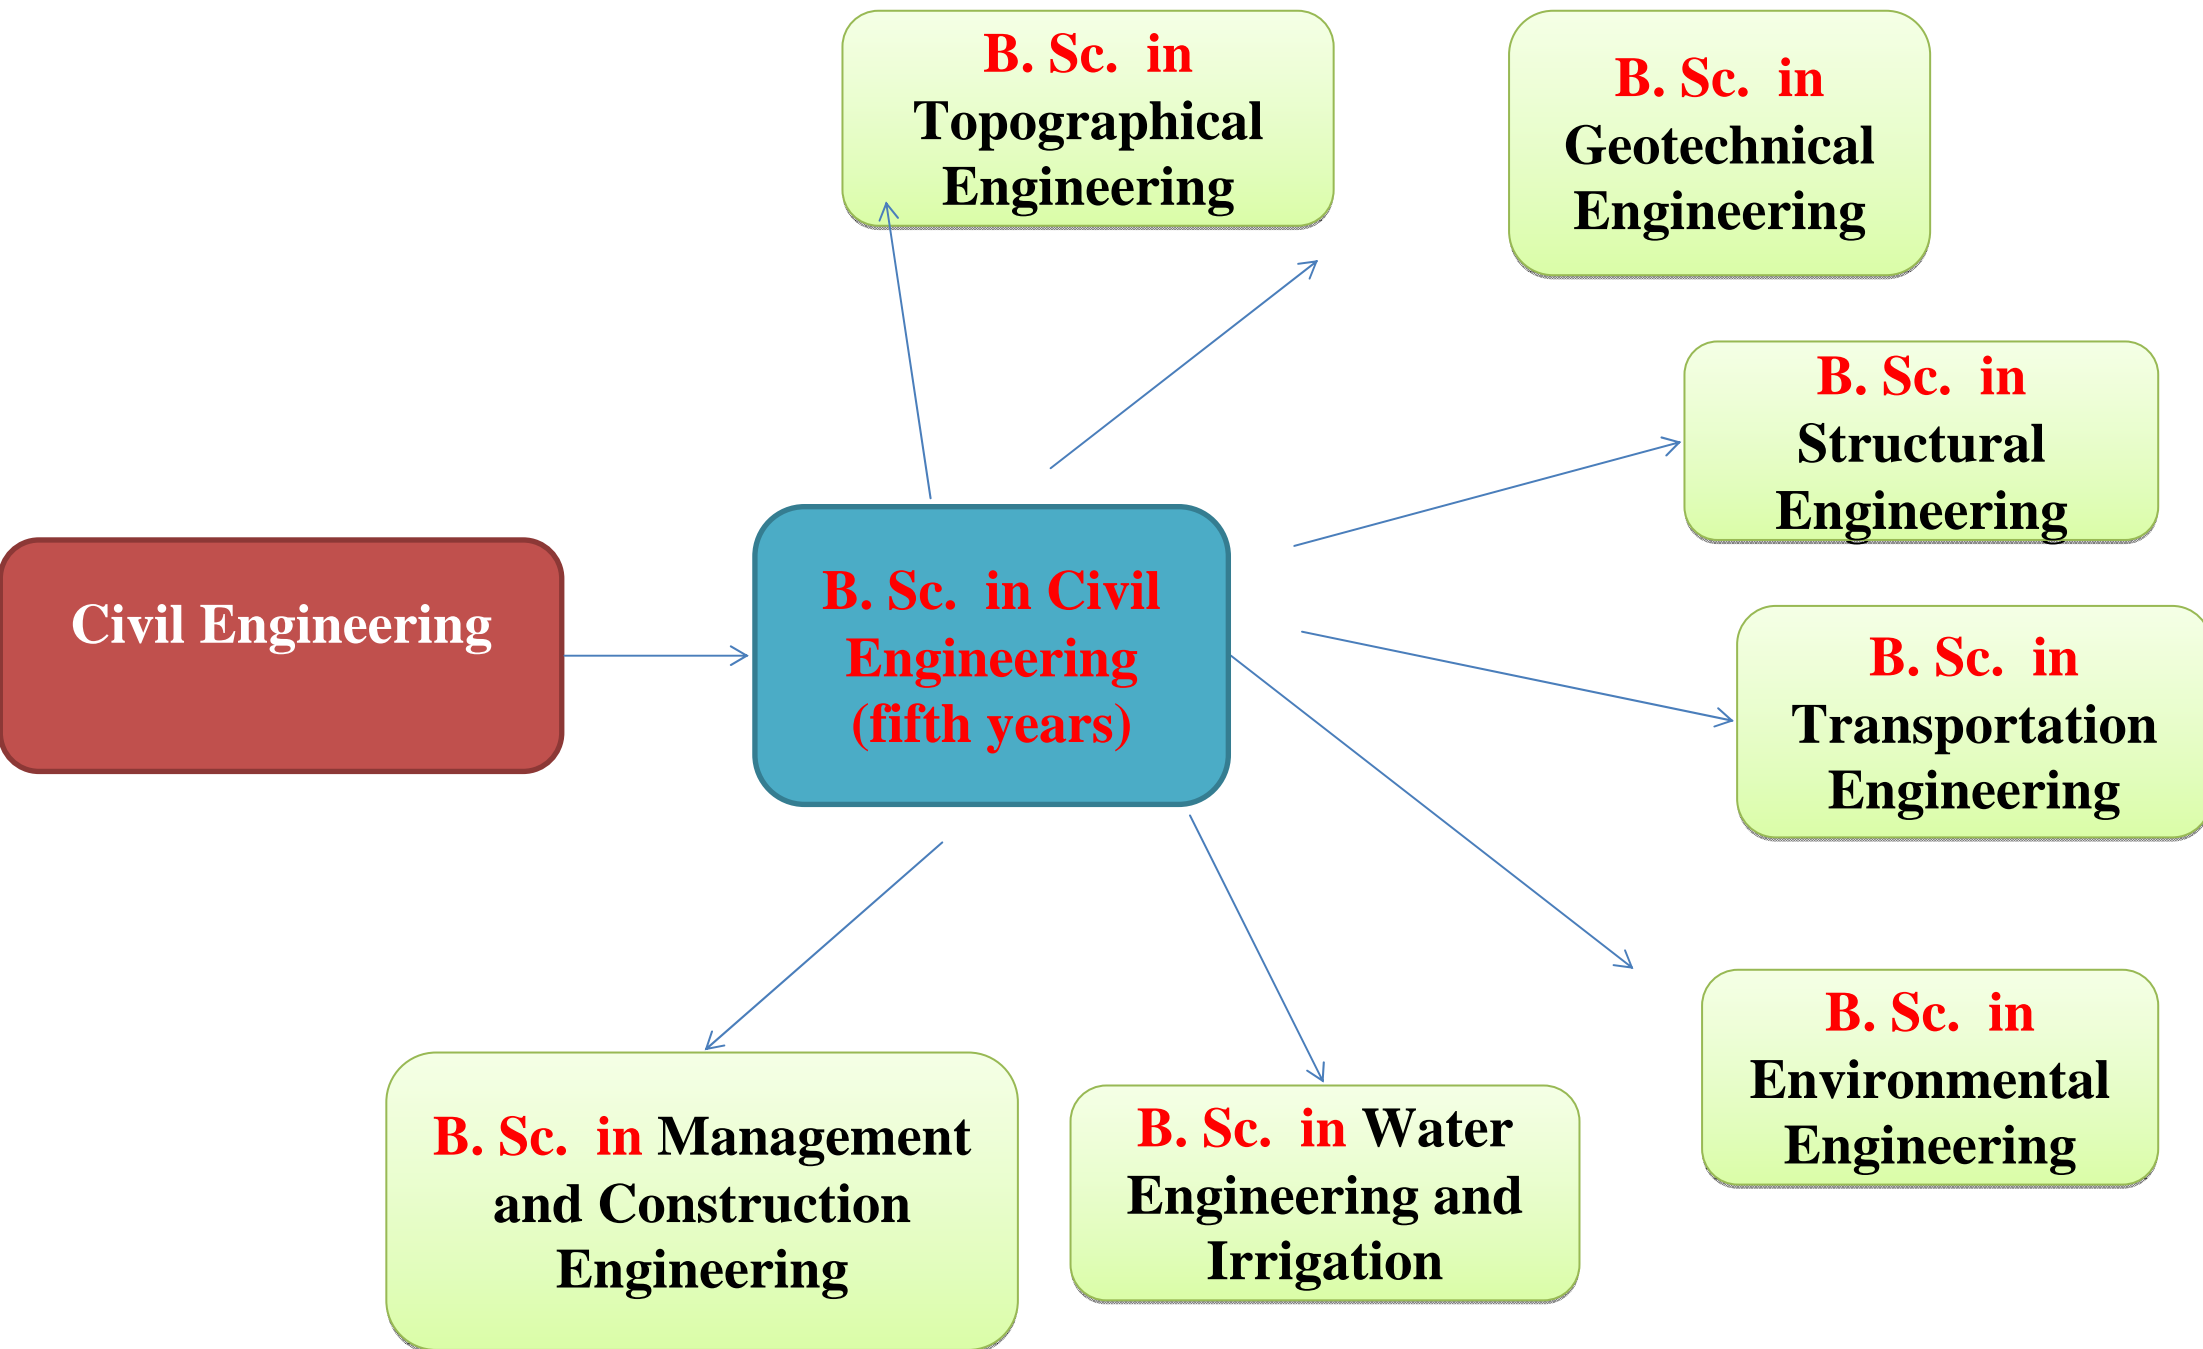 B. Sc.  in
Topographical
Engineering
B. Sc.  in
Geotechnical
Engineering
B. Sc.  in
Structural
Engineering
Civil Engineering
B. Sc.  in Civil
Engineering
(fifth years)
B. Sc.  in
Transportation
Engineering
B. Sc.  in
Environmental
Engineering
B. Sc.  in Management
and Construction
Engineering
B. Sc.  in Water
Engineering and
Irrigation